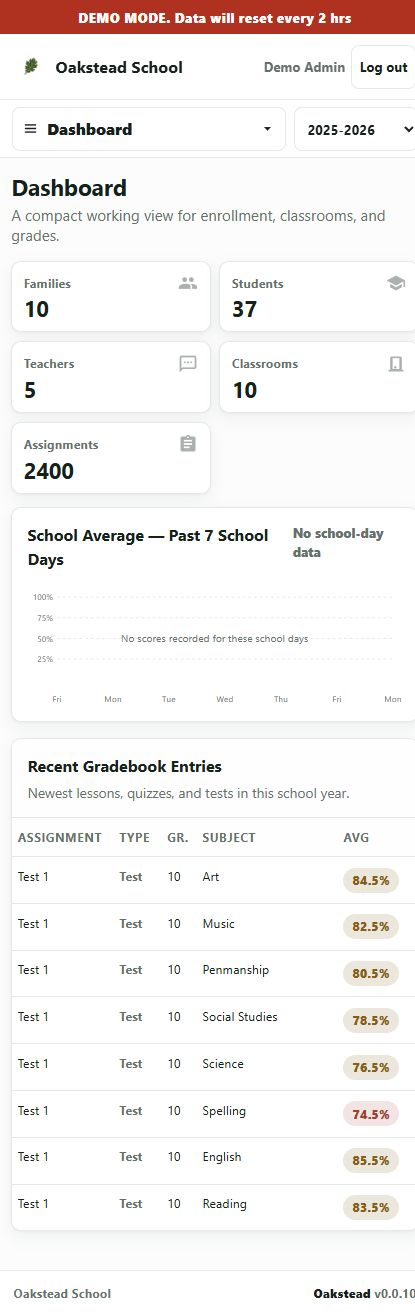 DEMO MODE. Data will reset every 2 hrs
Oakstead School Demo Admin Log out
Dashboard 2025-2026
Dashboard
A compact working view for enrollment, classrooms, and
grades.
Families Students
10 37
Teachers Classrooms
5 10
Assignments
2400
School Average — Past 7 School Days No school-day data
100%
75%
50% No scores recorded for these school days
25%
Fri Mon Tue Wed Thu Fri Mon
Recent Gradebook Entries
Newest lessons, quizzes, and tests in this school year.
ASSIGNMENT TYPE GR. SUBJECT AVG
Test 1 Test 10 Art 84.5%
Test 1 Test 10 Music 82.5%
Test 1 Test 10 Penmanship 80.5%
Test 1 Test 10 Social Studies 78.5%
Test 1 Test 10 Science 76.5%
Test 1 Test 10 Spelling 74.5%
Test 1 Test 10 English 85.5%
Test 1 Test 10 Reading 83.5%
Oakstead School Oakstead v0.0.10